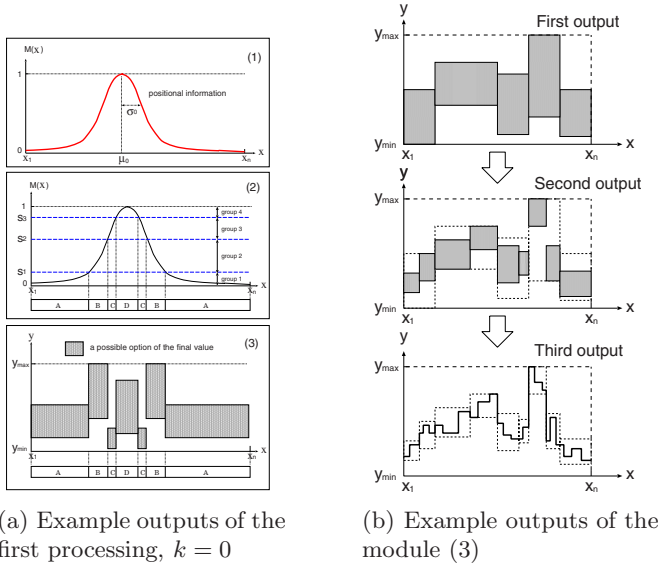 M(x)
(1)
1
positional information
σ₀
0
x₁
μ₀
xₙ
x
M(x)
(2)
1
group 4
S3
group 3
S2
group 2
S1
group 1
0
x₁
xₙ
x
A
B
C
D
C
B
A
y
(3)
a possible option of the final value
ymax
ymin
x₁
xₙ
x
A
B
C
D
C
B
A
(a) Example outputs of the
first processing, k = 0
y
First output
ymax
ymin
x₁
xₙ
x
y
Second output
ymax
ymin
x₁
xₙ
x
y
Third output
ymax
ymin
x₁
xₙ
x
(b) Example outputs of the
module (3)